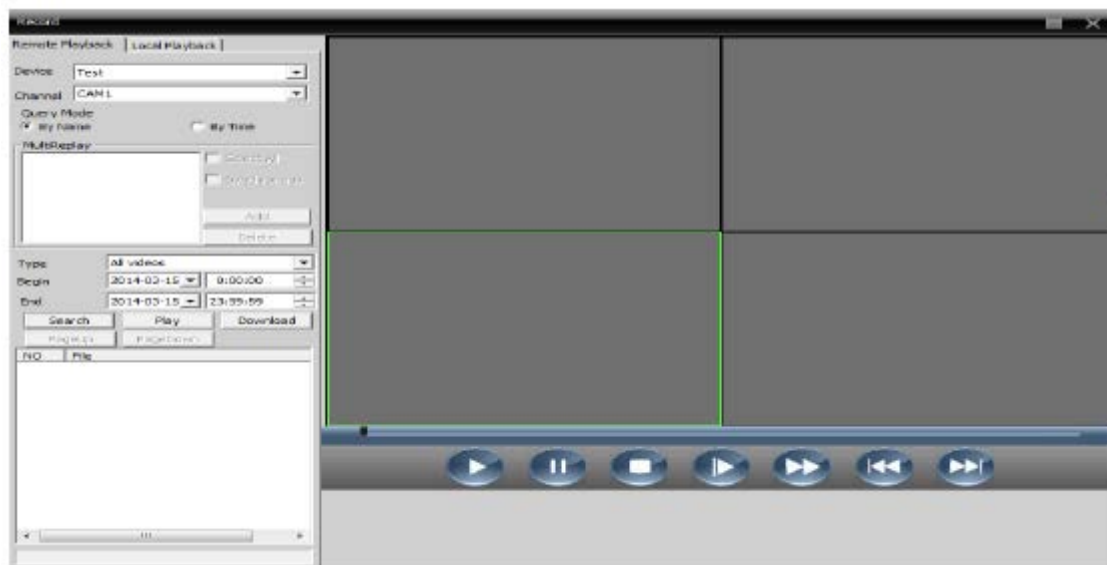 Record
Remote Playback Local Playback
Device Test
Channel CAM1
Query Mode
By Name By Time
MultiReplay
Add
Delete
Type All videos
Begin 2014-03-15 0:00:00
End 2014-03-15 23:59:59
Search Play Download
PageUp PageDown
NO File